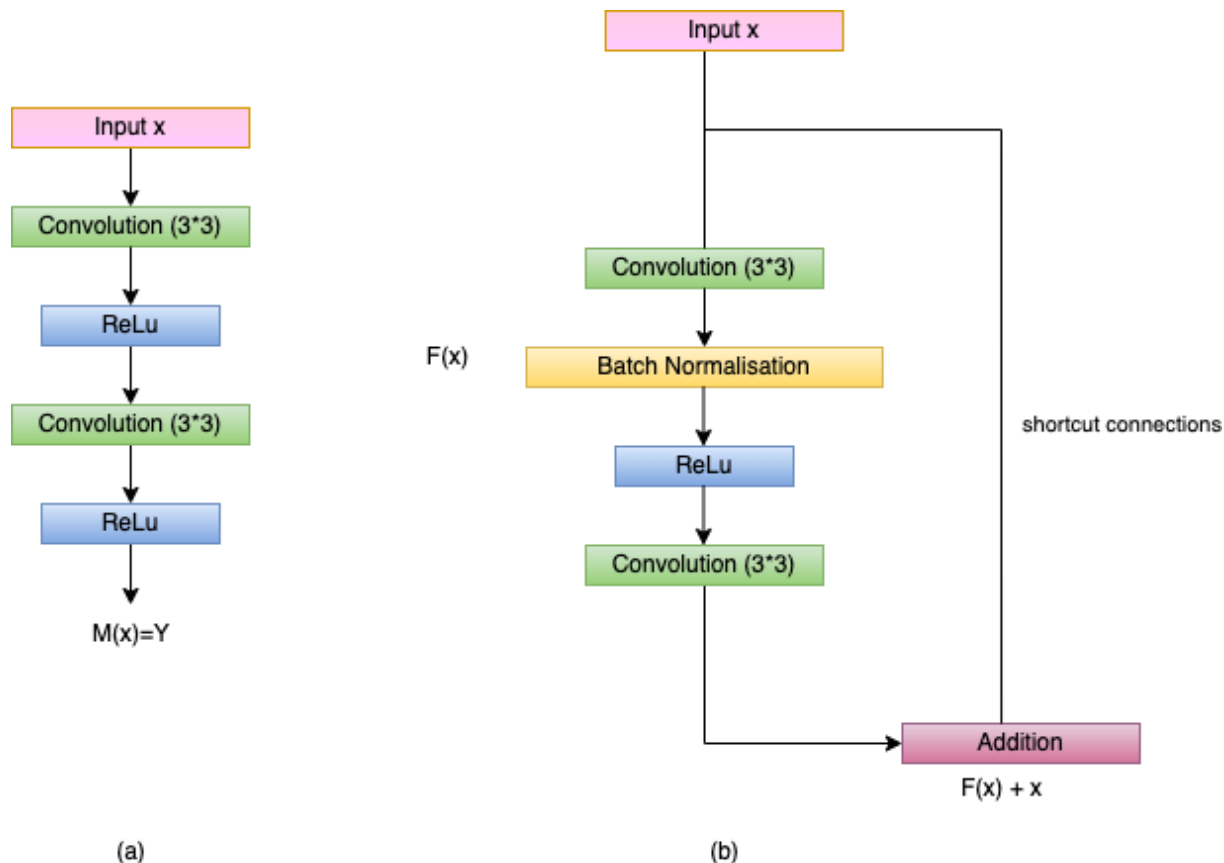 Input x
Convolution (3*3)
ReLu
Convolution (3*3)
ReLu
M(x)=Y
(a)
Input x
Convolution (3*3)
F(x)
Batch Normalisation
shortcut connections
ReLu
Convolution (3*3)
Addition
F(x) + x
(b)